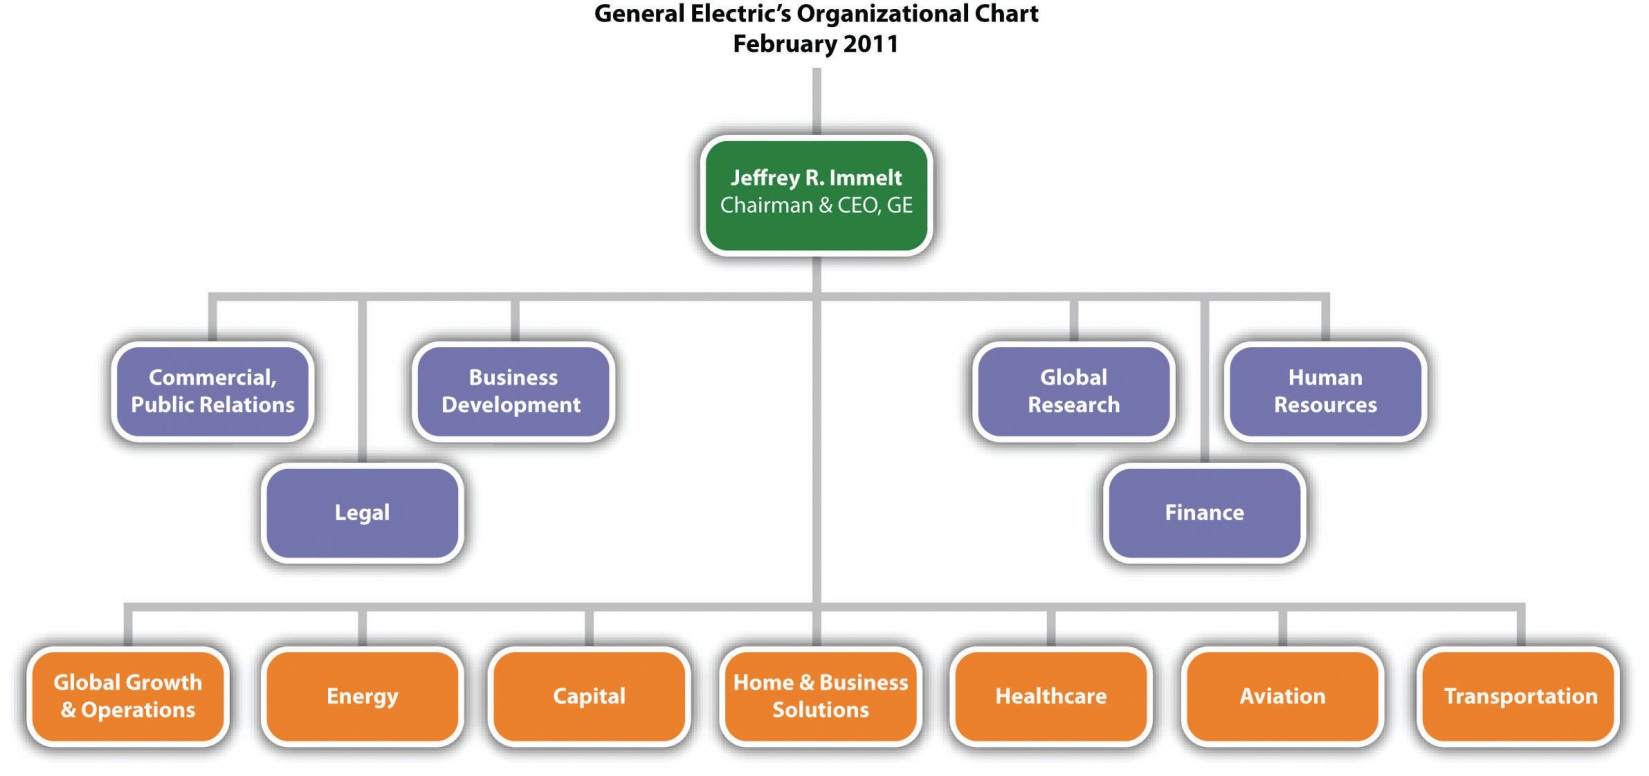 General Electric’s Organizational Chart
February 2011
Jeffrey R. Immelt
Chairman & CEO, GE
Commercial,
Public Relations
Business
Development
Global
Research
Human
Resources
Legal
Finance
Global Growth
& Operations
Energy
Capital
Home & Business
Solutions
Healthcare
Aviation
Transportation